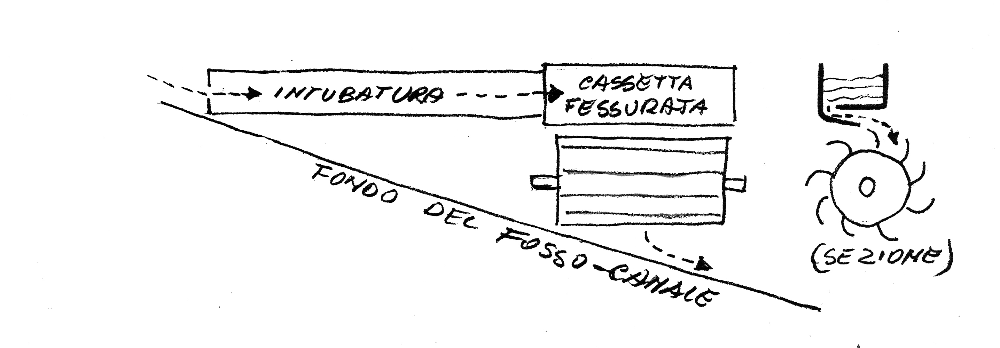 INTUBATURA
CASSETTA
FESSURATA
FONDO DEL FOSSO-CANALE
(SEZIONE)